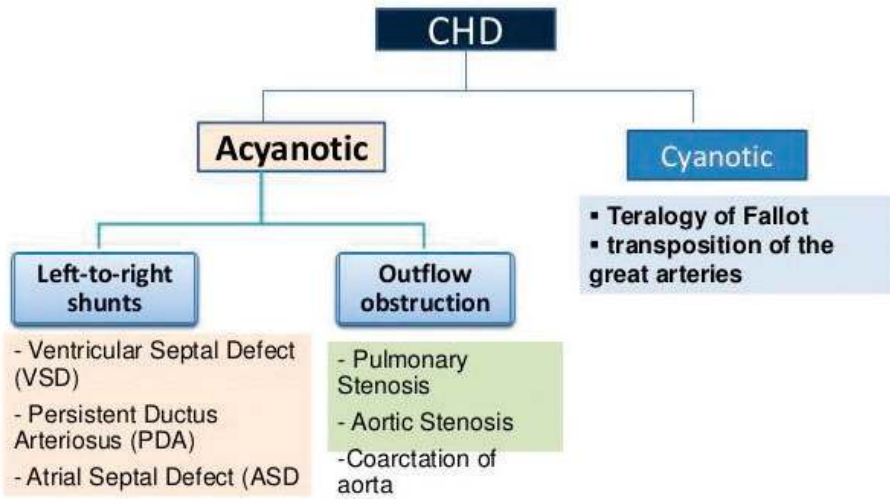 CHD
Acyanotic
Cyanotic
▪ Teralogy of Fallot
▪ transposition of the
great arteries
Left-to-right
shunts
Outflow
obstruction
- Ventricular Septal Defect
(VSD)
- Persistent Ductus
Arteriosus (PDA)
- Atrial Septal Defect (ASD
- Pulmonary
Stenosis
- Aortic Stenosis
-Coarctation of
aorta